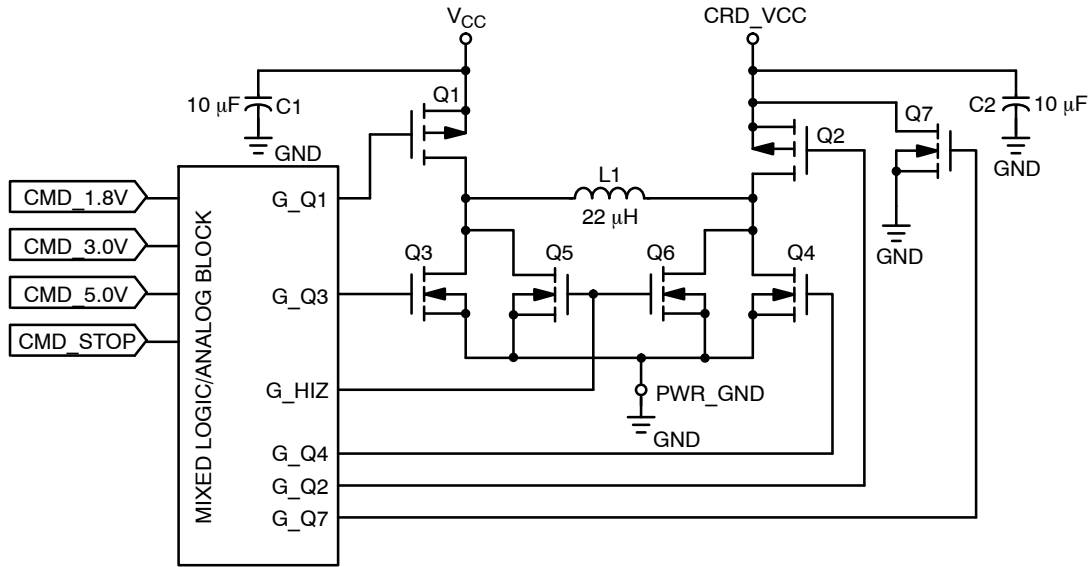 V_CC
CRD_VCC
10 μF
C1
Q1
Q2
Q7
C2
10 μF
GND
GND
GND
L1
22 μH
CMD_1.8V
CMD_3.0V
CMD_5.0V
CMD_STOP
MIXED LOGIC/ANALOG BLOCK
G_Q1
G_Q3
G_HIZ
G_Q4
G_Q2
G_Q7
Q3
Q5
Q6
Q4
PWR_GND
GND